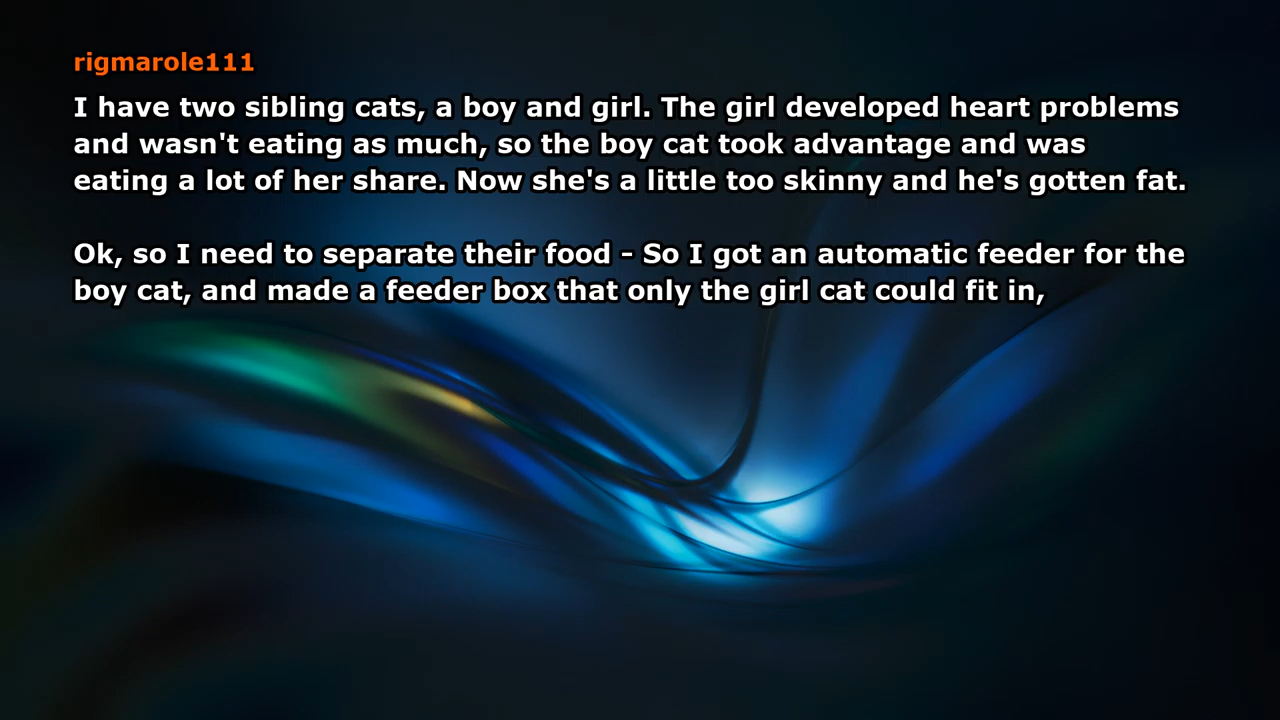 rigmarole111
I have two sibling cats, a boy and girl. The girl developed heart problems
and wasn't eating as much, so the boy cat took advantage and was
eating a lot of her share. Now she's a little too skinny and he's gotten fat.
Ok, so I need to separate their food - So I got an automatic feeder for the
boy cat, and made a feeder box that only the girl cat could fit in,